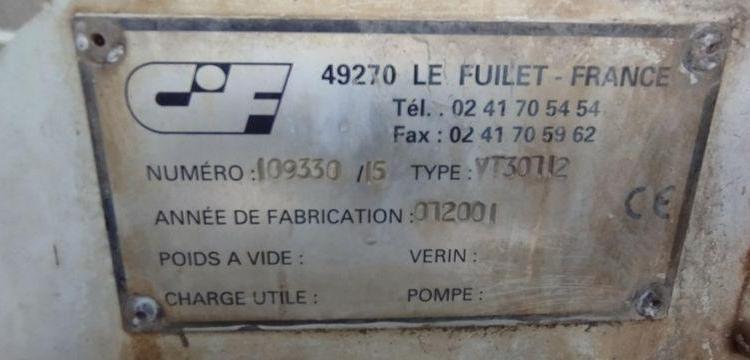 CIF
49270 LE FUILET - FRANCE
Tél. . 02 41 70 54 54
Fax : 02 41 70 59 62
NUMÉRO : 109330 /15 TYPE : VT30712
ANNÉE DE FABRICATION : 072001
CE
POIDS A VIDE : VERIN :
CHARGE UTILE : POMPE :